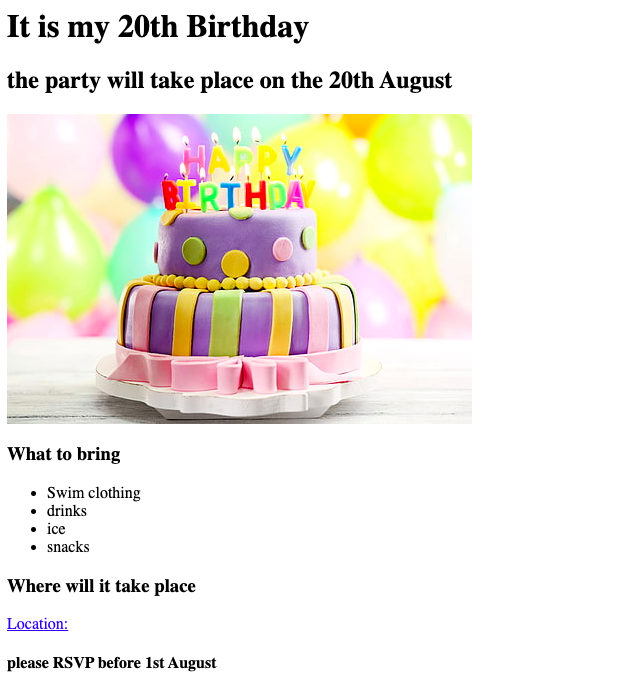 It is my 20th Birthday
the party will take place on the 20th August
HAPPY
BIRTHDAY
What to bring
Swim clothing
drinks
ice
snacks
Where will it take place
Location:
please RSVP before 1st August